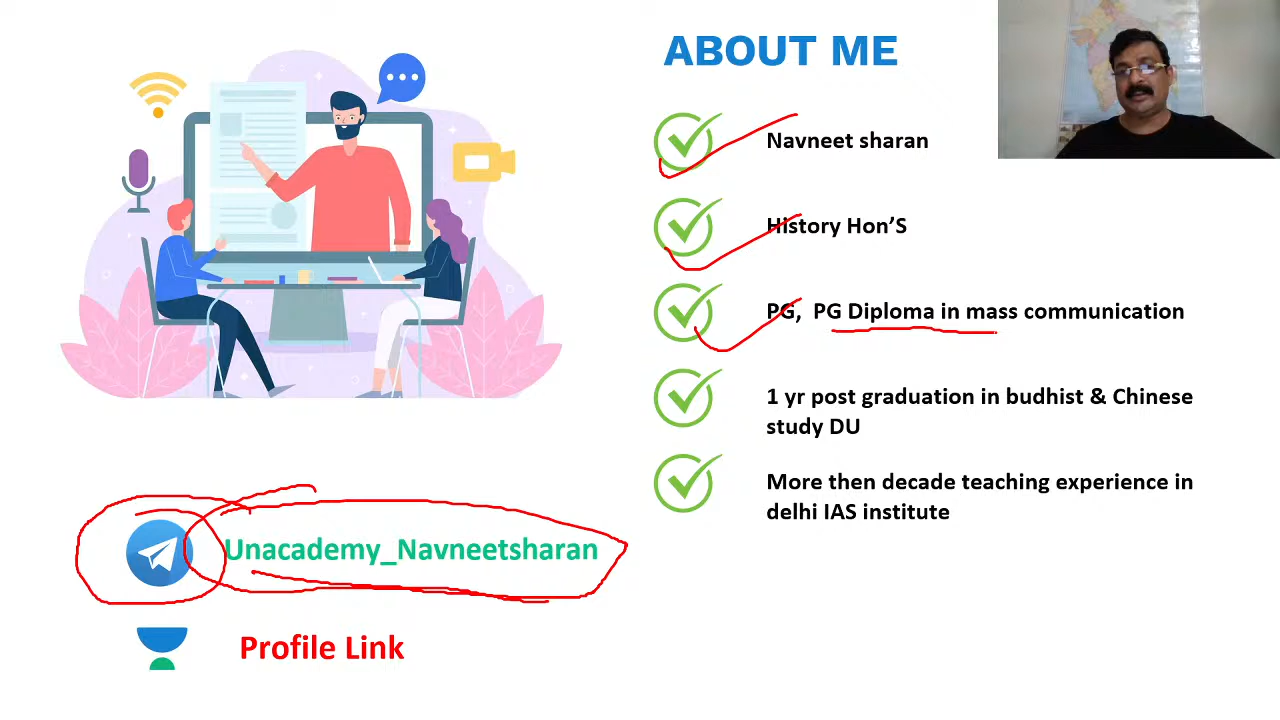 ABOUT ME
Navneet sharan
History Hon'S
PG, PG Diploma in mass communication
1 yr post graduation in budhist & Chinese
study DU
More then decade teaching experience in
delhi IAS institute
Unacademy_Navneetsharan
Profile Link